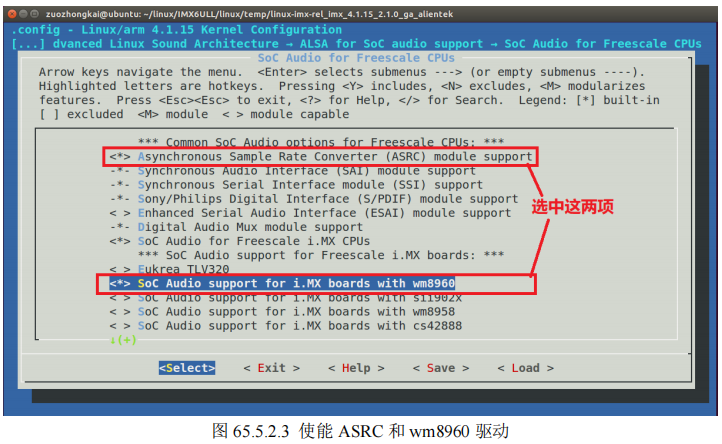 zuozhongkai@ubuntu: ~/linux/IMX6ULL/linux/temp/linux-imx-rel_imx_4.1.15_2.1.0_ga_alientek
.config - Linux/arm 4.1.15 Kernel Configuration
[...] dvanced Linux Sound Architecture → ALSA for SoC audio support → SoC Audio for Freescale CPUs
SoC Audio for Freescale CPUs
Arrow keys navigate the menu. <Enter> selects submenus ---> (or empty submenus ----).
Highlighted letters are hotkeys. Pressing <Y> includes, <N> excludes, <M> modularizes
features. Press <Esc><Esc> to exit, <?> for Help, </> for Search. Legend: [*] built-in
[ ] excluded <M> module < > module capable
*** Common SoC Audio options for Freescale CPUs: ***
<*> Asynchronous Sample Rate Converter (ASRC) module support
-*- Synchronous Audio Interface (SAI) module support
-*- Synchronous Serial Interface module (SSI) support
-*- Sony/Philips Digital Interface (S/PDIF) module support
< > Enhanced Serial Audio Interface (ESAI) module support
选中这两项
-*- Digital Audio Mux module support
<*> SoC Audio for Freescale i.MX CPUs
*** SoC Audio support for Freescale i.MX boards: ***
< > Eukrea TLV320
<*> SoC Audio support for i.MX boards with wm8960
< > SoC Audio support for i.MX boards with sii902x
< > SoC Audio support for i.MX boards with wm8958
< > SoC Audio support for i.MX boards with cs42888
↓(+)
<Select> < Exit > < Help > < Save > < Load >
图 65.5.2.3 使能 ASRC 和 wm8960 驱动